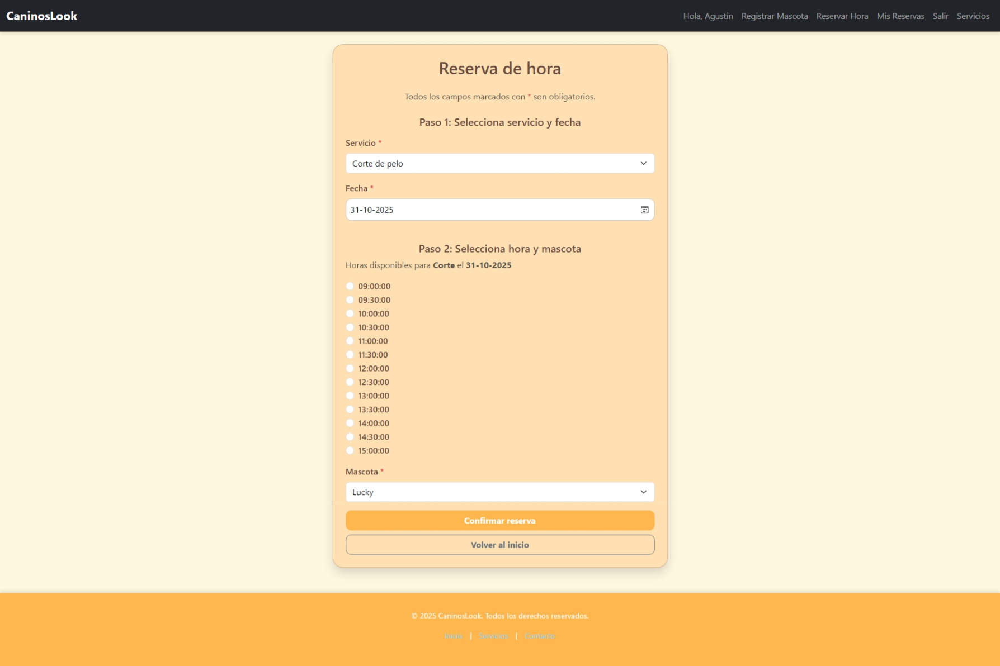 CaninosLook
Hola, Agustin Registrar Mascota Reservar Hora Mis Reservas Salir Servicios
Reserva de hora
Todos los campos marcados con * son obligatorios.
Paso 1: Selecciona servicio y fecha
Servicio *
Corte de pelo
Fecha *
31-10-2025
Paso 2: Selecciona hora y mascota
Horas disponibles para Corte el 31-10-2025
09:00:00
09:30:00
10:00:00
10:30:00
11:00:00
11:30:00
12:00:00
12:30:00
13:00:00
13:30:00
14:00:00
14:30:00
15:00:00
Mascota *
Lucky
Confirmar reserva
Volver al inicio
© 2025 CaninosLook. Todos los derechos reservados.
Inicio | Servicios | Contacto